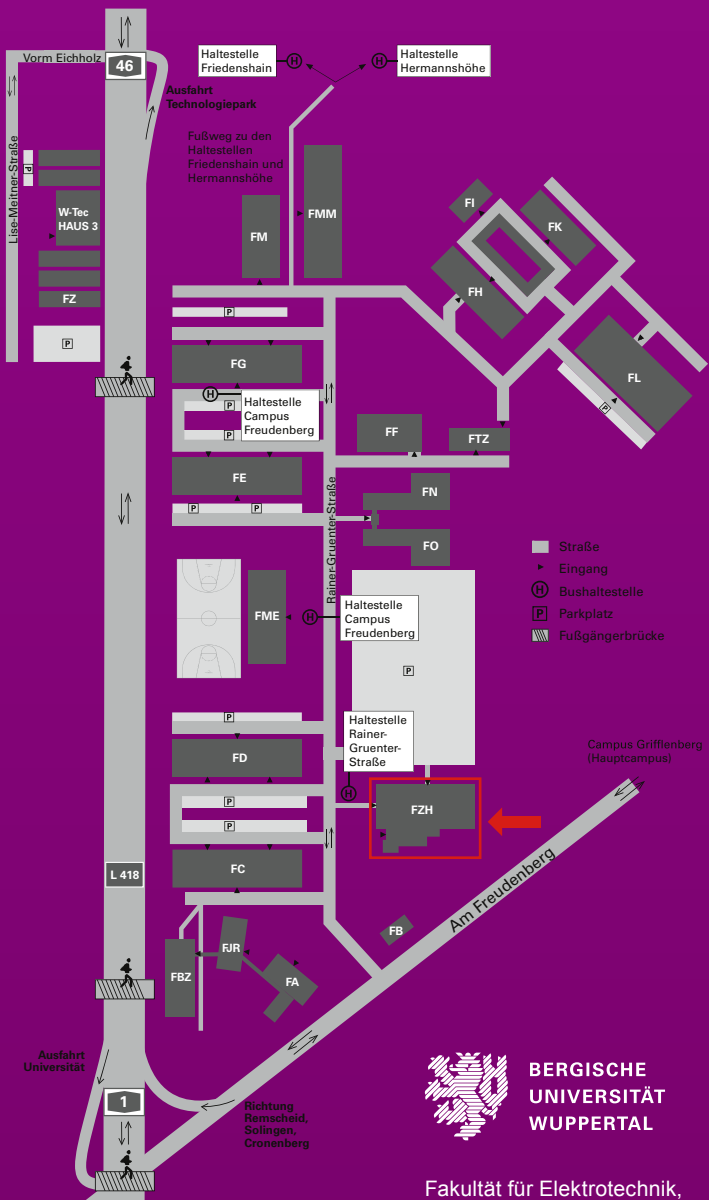 Vorm Eichholz
46
Haltestelle
Friedenshain
H
H
Haltestelle
Hermannshöhe
Ausfahrt
Technologiepark
Lise-Meitner-Straße
Fußweg zu den
Haltestellen
Friedenshain und
Hermannshöhe
P
W-Tec
HAUS 3
FZ
P
FM
FMM
FI
FK
FH
FL
P
P
FG
H
Haltestelle
Campus
Freudenberg
P
P
FF
FTZ
FE
P
P
Rainer-Gruenter-Straße
FN
FO
Straße
Eingang
H
Bushaltestelle
P
Parkplatz
Fußgängerbrücke
FME
H
Haltestelle
Campus
Freudenberg
P
P
Haltestelle
Rainer-
Gruenter-
Straße
H
FD
P
P
FZH
Campus Grifflenberg
(Hauptcampus)
L 418
FC
Am Freudenberg
FB
FBZ
FJR
FA
Ausfahrt
Universität
1
Richtung
Remscheid,
Solingen,
Cronenberg
BERGISCHE
UNIVERSITÄT
WUPPERTAL
Fakultät für Elektrotechnik,